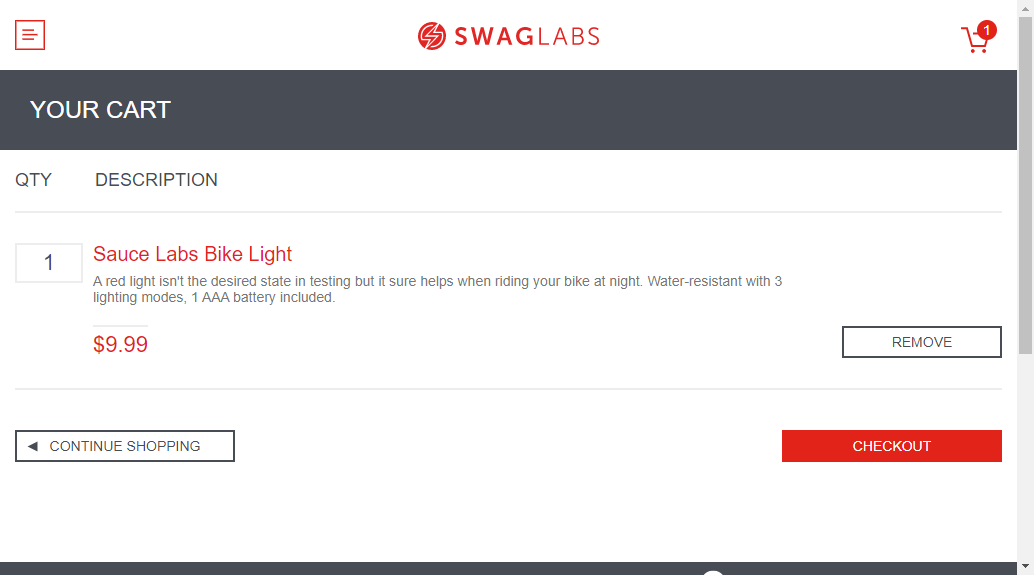 SWAGLABS
1
YOUR CART
QTY DESCRIPTION
1
Sauce Labs Bike Light
A red light isn't the desired state in testing but it sure helps when riding your bike at night. Water-resistant with 3
lighting modes, 1 AAA battery included.
$9.99
REMOVE
CONTINUE SHOPPING
CHECKOUT